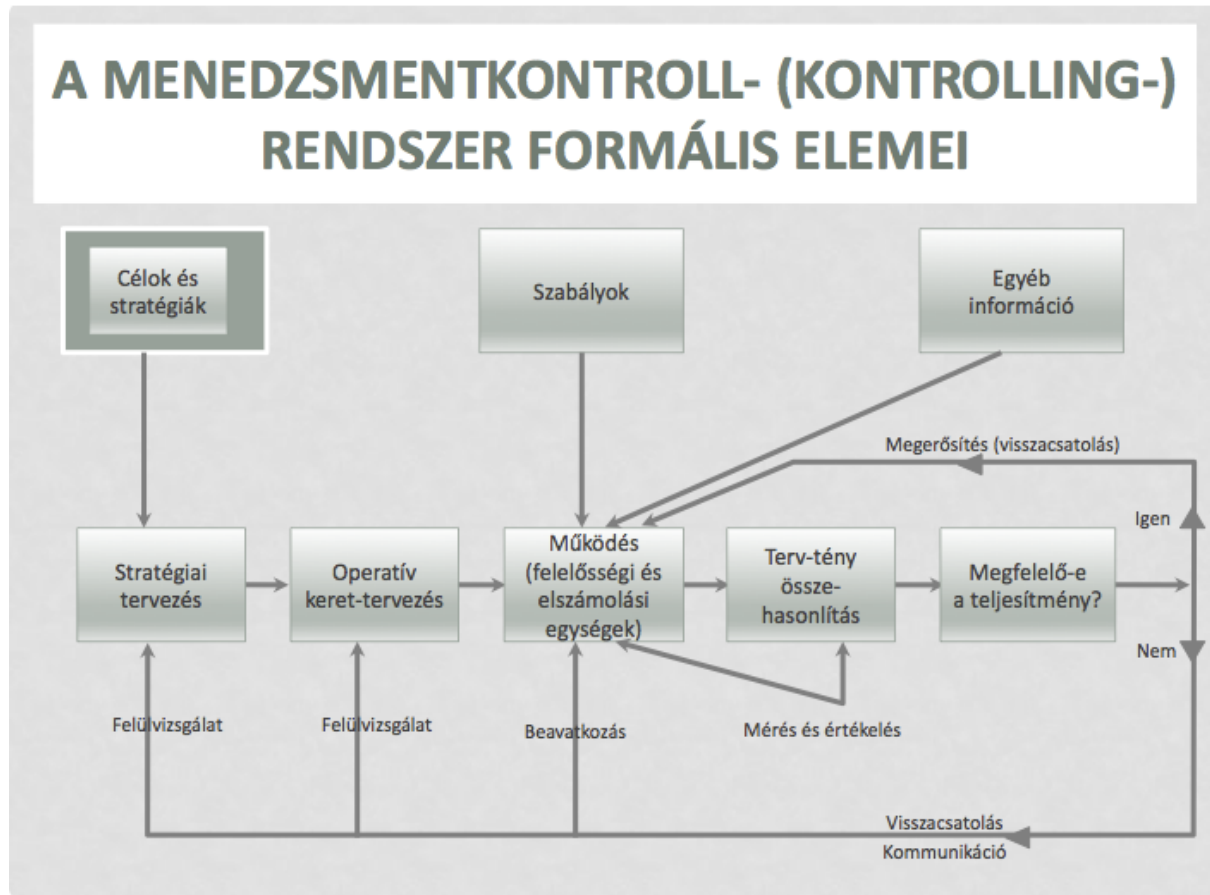 A MENEDZSMENTKONTROLL- (KONTROLLING-)
RENDSZER FORMÁLIS ELEMEI
Célok és
stratégiák
Szabályok
Egyéb
információ
Megerősítés (visszacsatolás)
Igen
Stratégiai
tervezés
Operatív
keret-tervezés
Működés
(felelősségi és
elszámolási
egységek)
Terv-tény
össze-
hasonlítás
Megfelelő-e
a teljesítmény?
Nem
Felülvizsgálat
Felülvizsgálat
Beavatkozás
Mérés és értékelés
Visszacsatolás
Kommunikáció